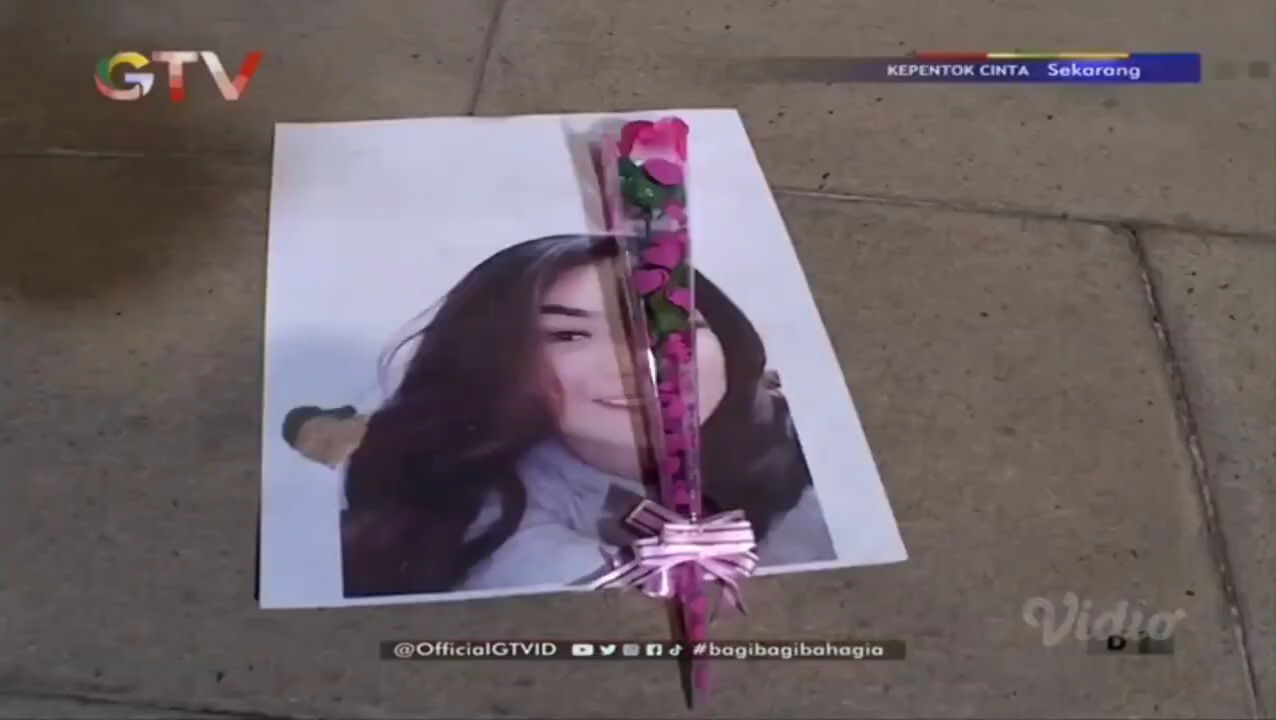 GTV
KEPENTOK CINTA Sekarang
Vidio
D
@OfficialGTVID #bagibagibahagia